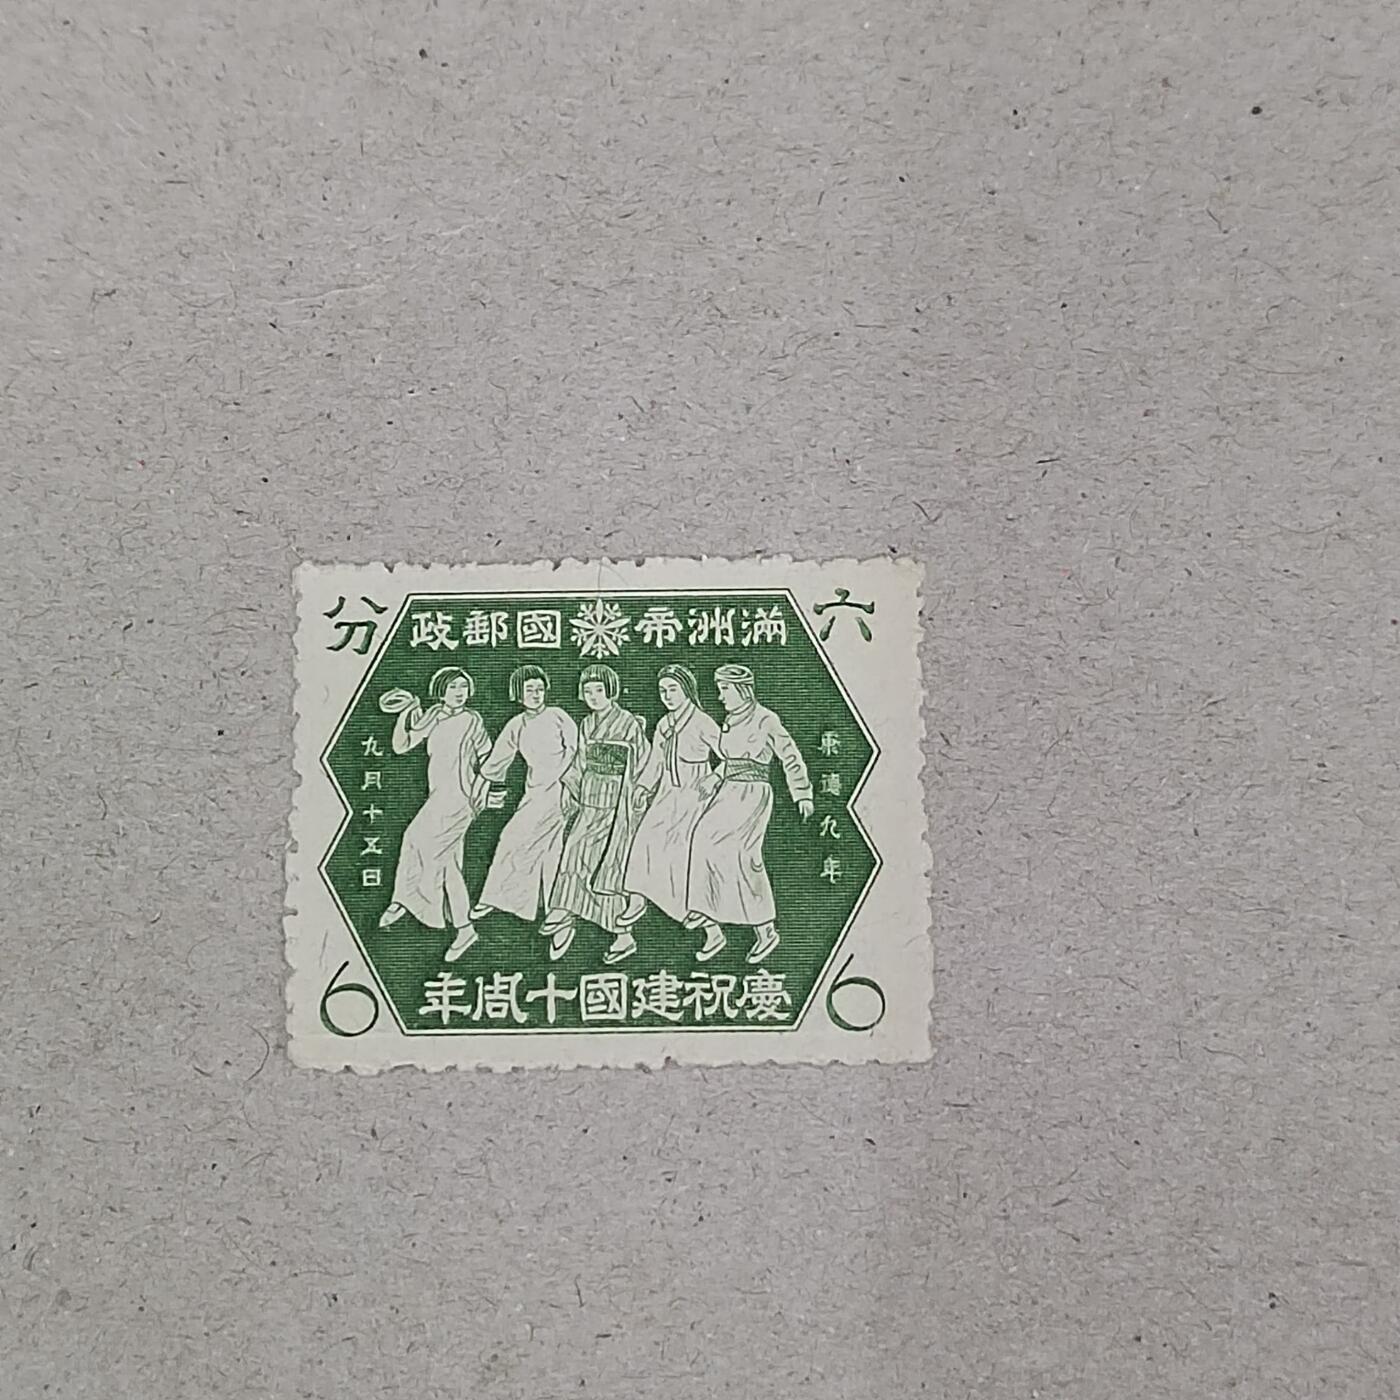 滿洲帝國郵政
六分
康德九年
九月十五日
慶祝建國十周年
6
6